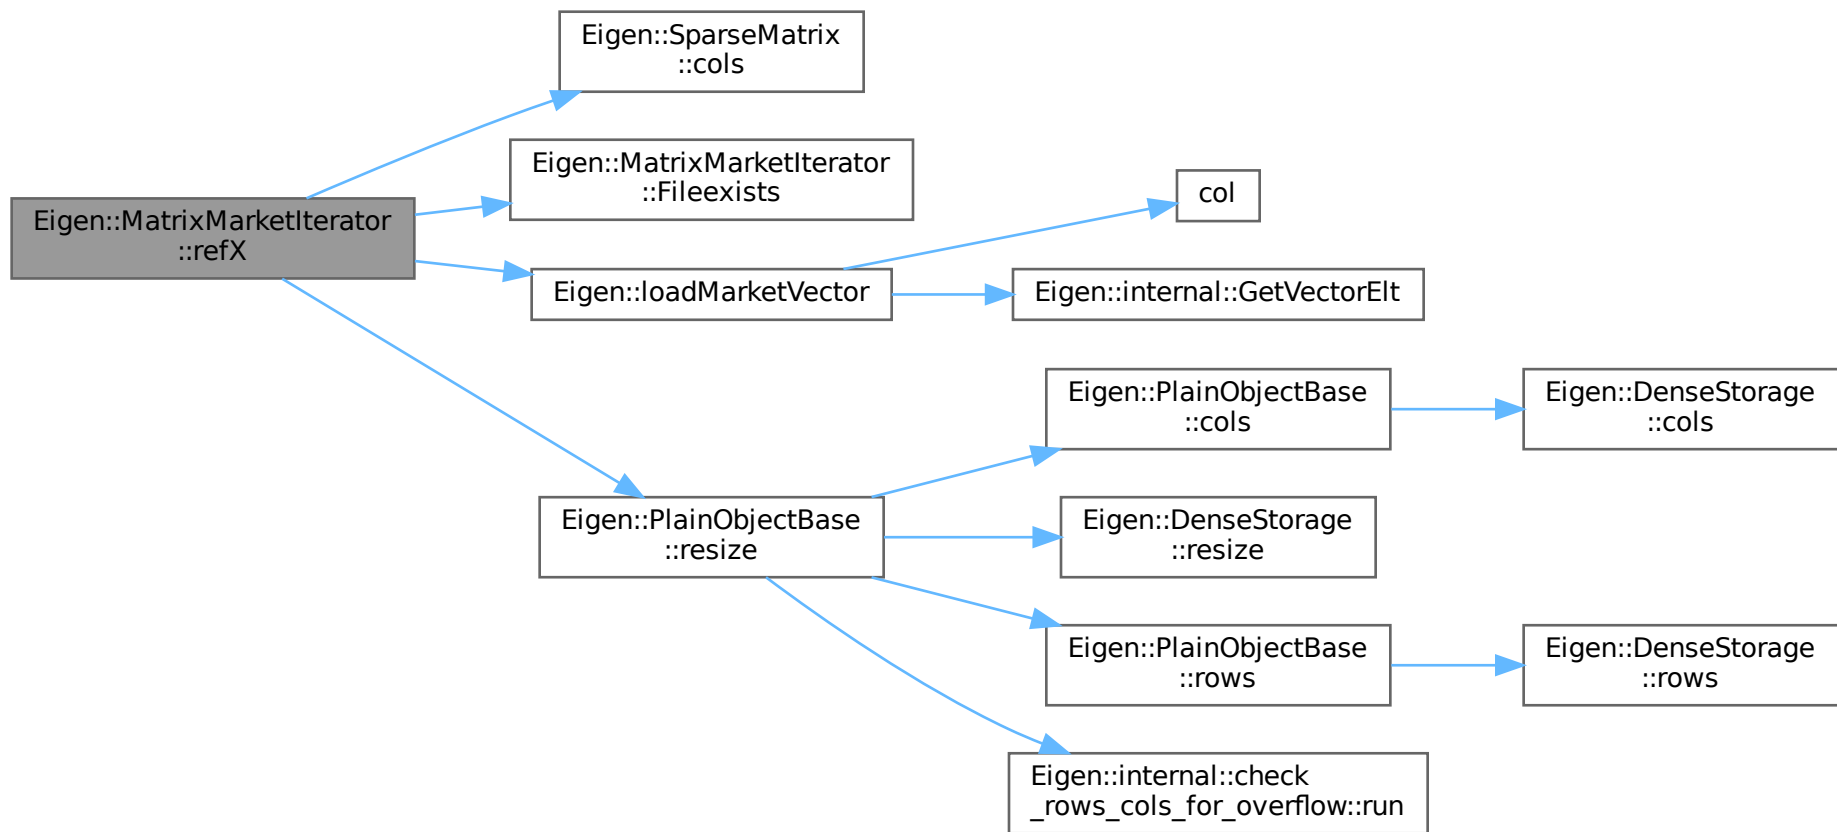 Eigen::SparseMatrix
::cols
Eigen::MatrixMarketIterator
::Fileexists
col
Eigen::MatrixMarketIterator
::refX
Eigen::loadMarketVector
Eigen::internal::GetVectorElt
Eigen::PlainObjectBase
::cols
Eigen::DenseStorage
::cols
Eigen::PlainObjectBase
::resize
Eigen::DenseStorage
::resize
Eigen::PlainObjectBase
::rows
Eigen::DenseStorage
::rows
Eigen::internal::check
_rows_cols_for_overflow::run